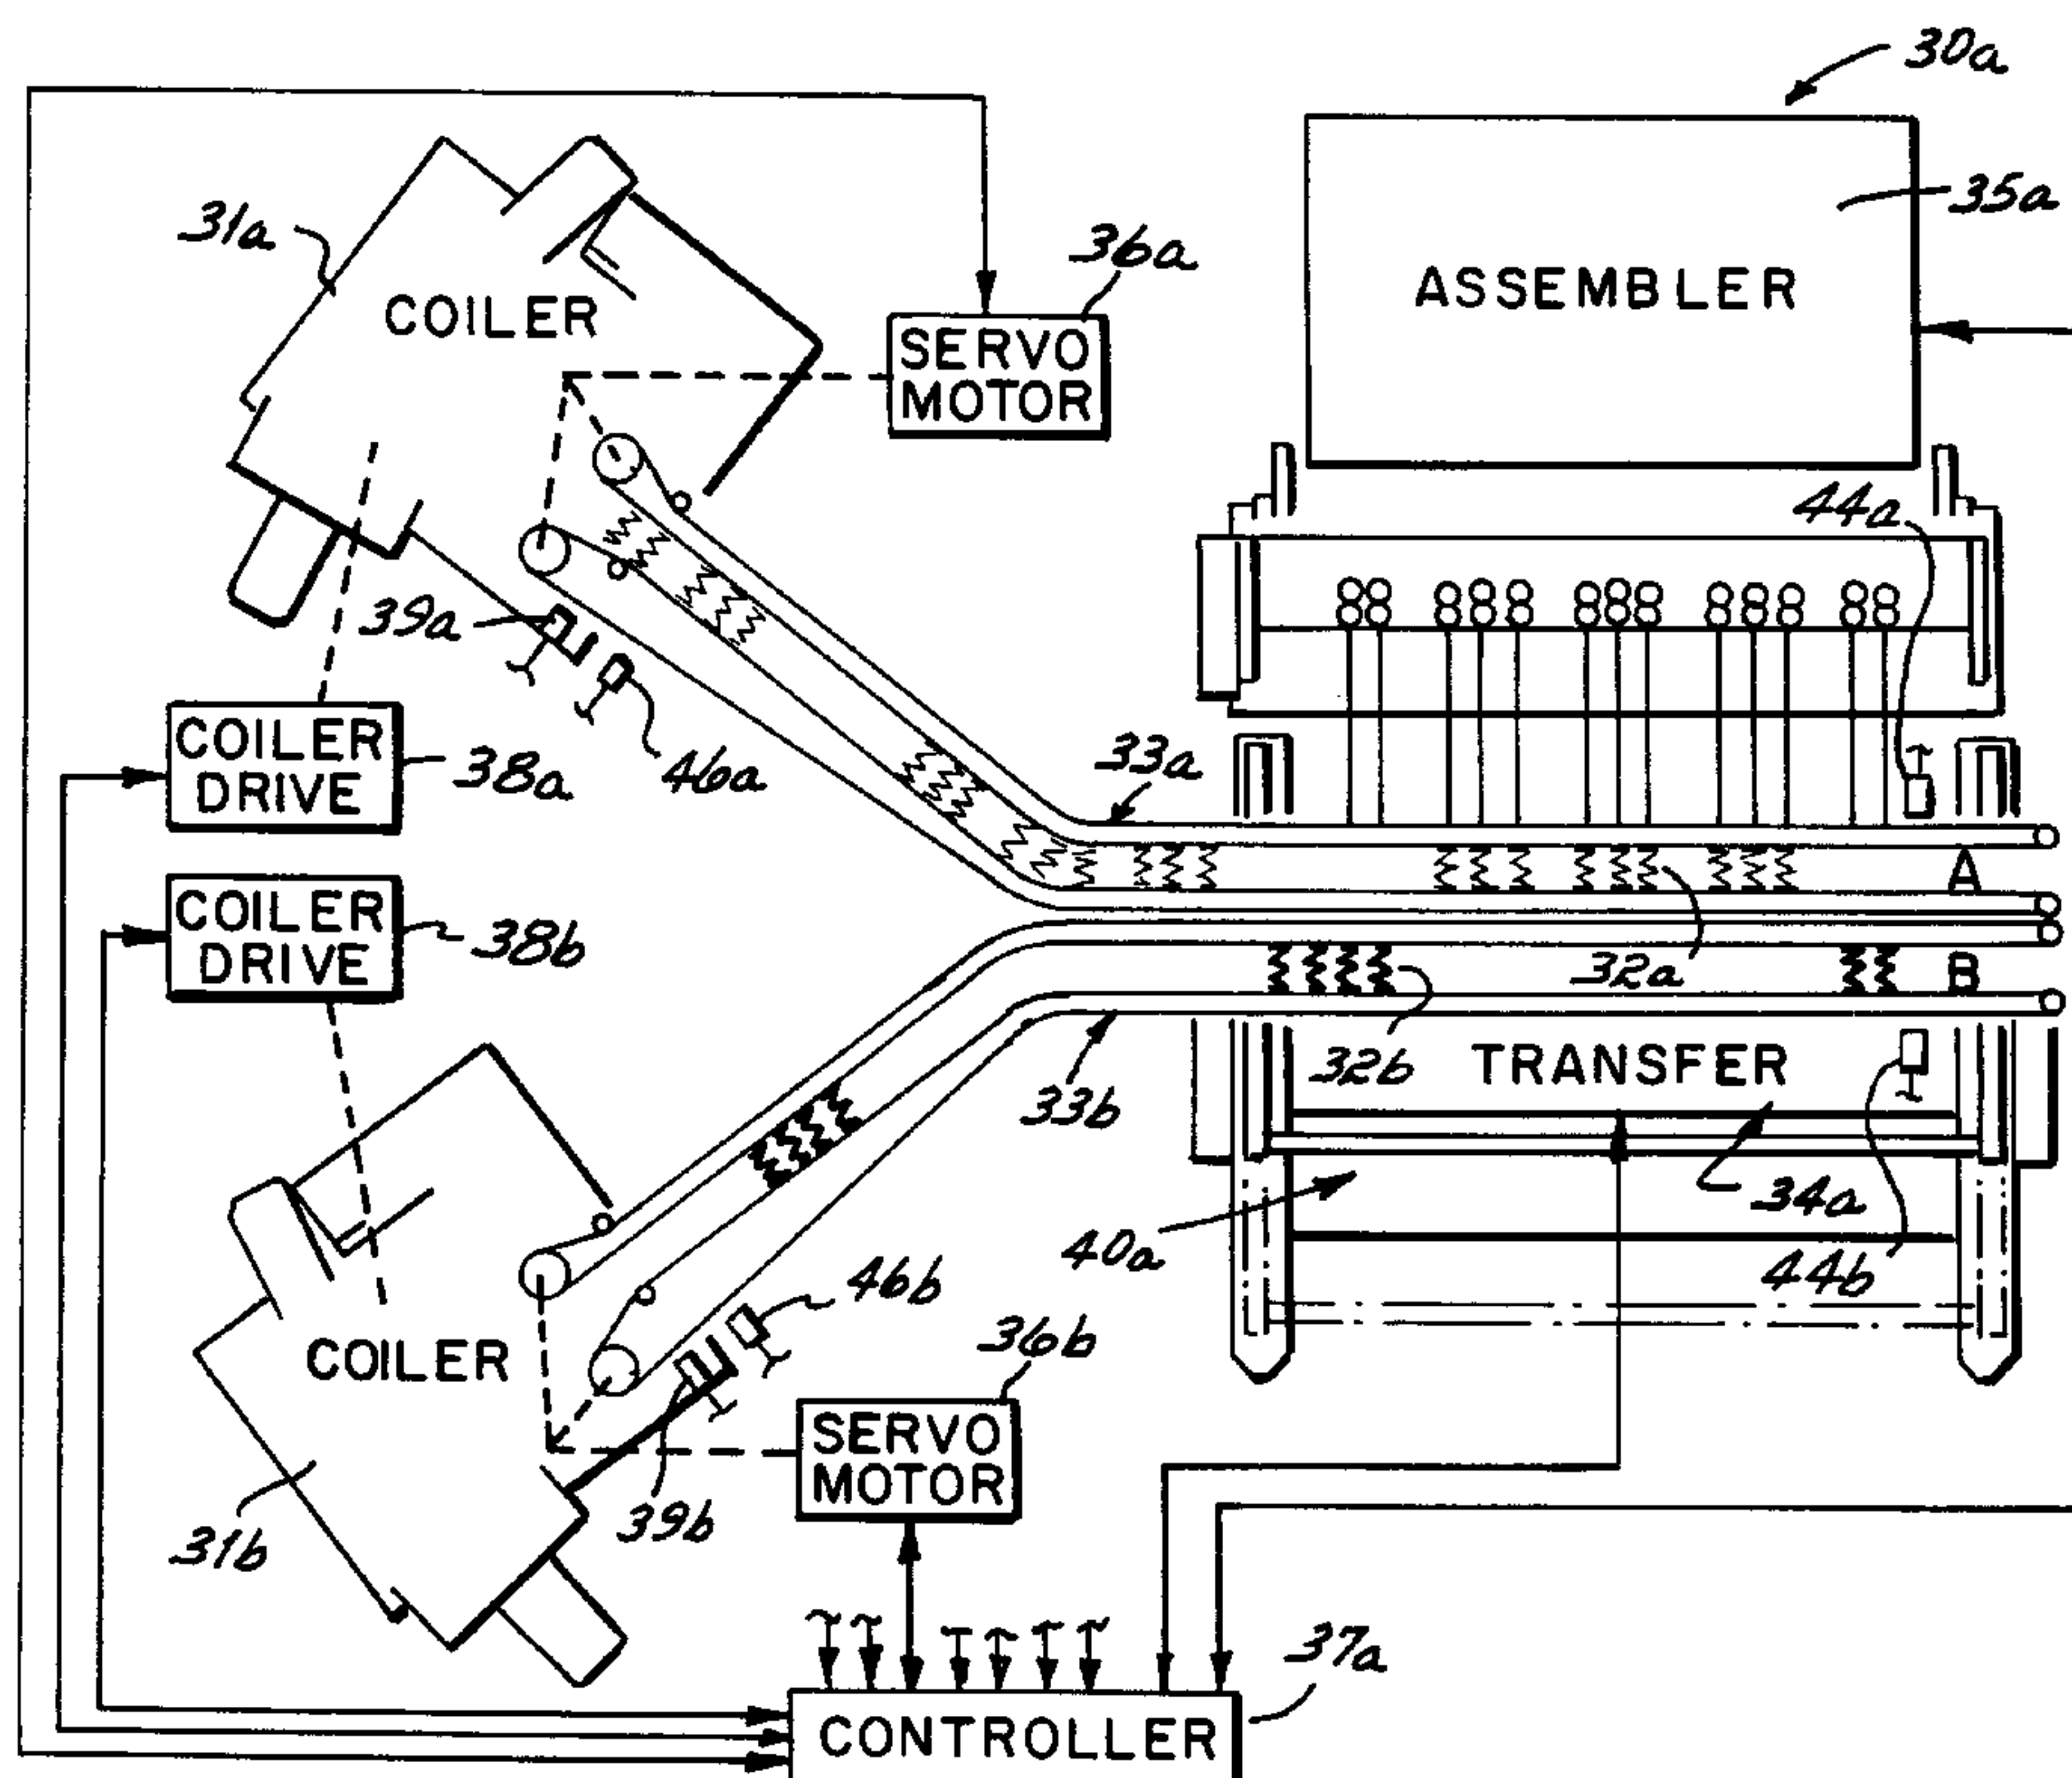 30a
35a
31a
36a
COILER
ASSEMBLER
SERVO
MOTOR
44a
39a
COILER
DRIVE
38a
46a
33a
A
COILER
DRIVE
38b
32a
B
32b
TRANSFER
33b
34a
40a
44b
46b
COILER
36b
SERVO
MOTOR
39b
31b
37a
CONTROLLER